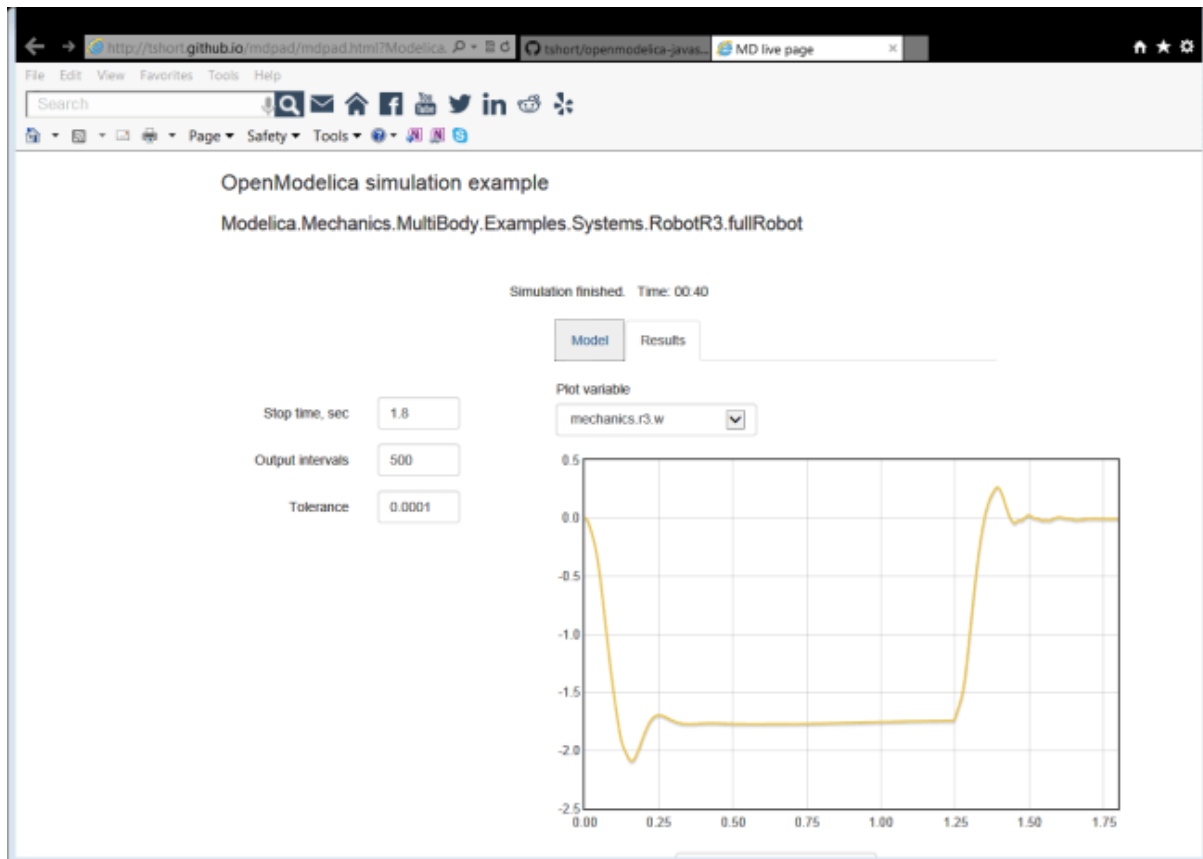 http://tshort.github.io/mdpad/mdpad.html?Modelica.
tshort/openmodelica-javas...
MD live page
File Edit View Favorites Tools Help
Search
You Tube
in
Page Safety Tools
OpenModelica simulation example
Modelica.Mechanics.MultiBody.Examples.Systems.RobotR3.fullRobot
Simulation finished. Time: 00:40
Model Results
Plot variable
mechanics.r3.w
Stop time, sec 1.8
Output intervals 500
Tolerance 0.0001
0.5
0.0
-0.5
-1.0
-1.5
-2.0
-2.5
0.00 0.25 0.50 0.75 1.00 1.25 1.50 1.75